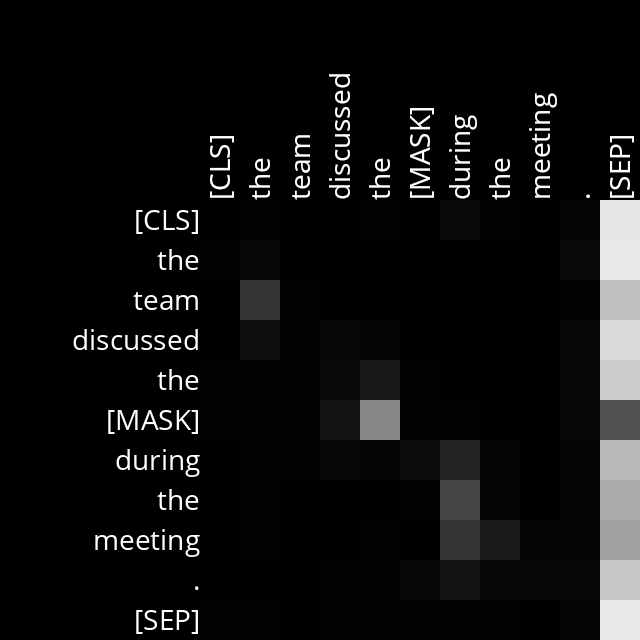 [CLS]
the
team
discussed
the
[MASK]
during
the
meeting
.
[SEP]
[CLS]
the
team
discussed
the
[MASK]
during
the
meeting
.
[SEP]